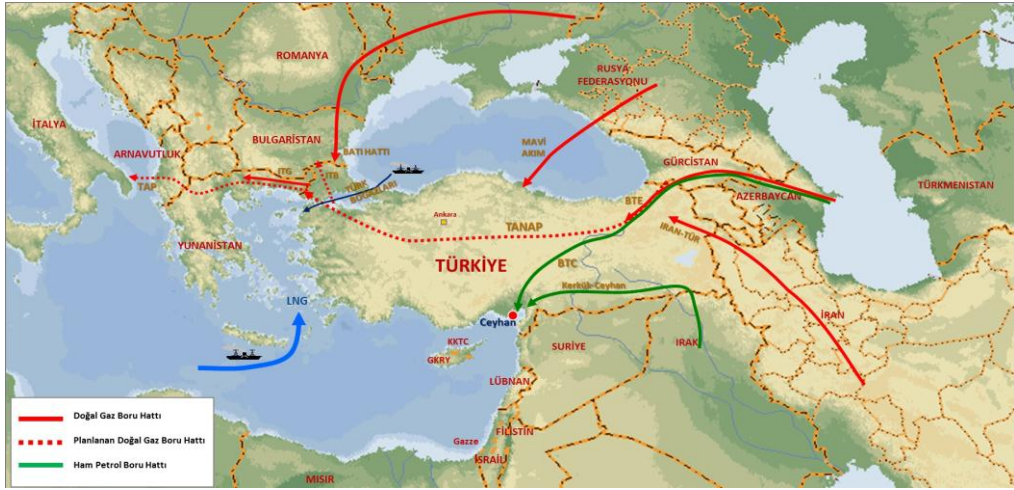 ROMANYA
RUSYA
FEDERASYONU
İTALYA
BULGARİSTAN
BATI HATTI
MAVİ
AKIM
GÜRCİSTAN
ARNAVUTLUK
ITG
ITB
TÜRK
BOĞAZLARI
TAP
TÜRKMENISTAN
AZERBAYCAN
BTE
Ankara
TANAP
IRAN-TÜR
YUNANİSTAN
TÜRKİYE
BTC
Kerkük-Ceyhan
LNG
Ceyhan
İRAN
KKTC
GKRY
SURİYE
IRAK
LÜBNAN
FİLİSTİN
Gazze
İSRAİL
MISIR
Doğal Gaz Boru Hattı
Planlanan Doğal Gaz Boru Hattı
Ham Petrol Boru Hattı